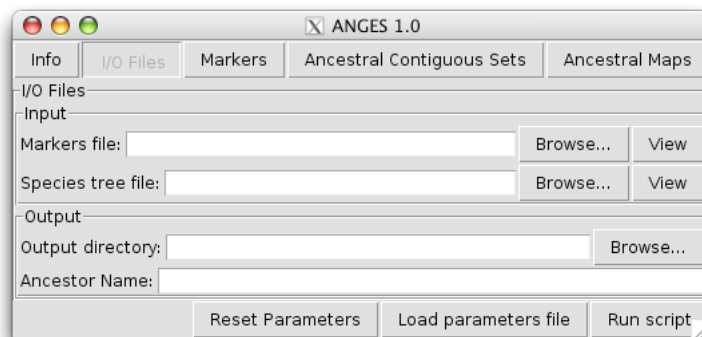 ANGES 1.0
Info I/O Files Markers Ancestral Contiguous Sets Ancestral Maps
I/O Files
Input
Markers file: Browse... View
Species tree file: Browse... View
Output
Output directory: Browse...
Ancestor Name:
Reset Parameters Load parameters file Run script